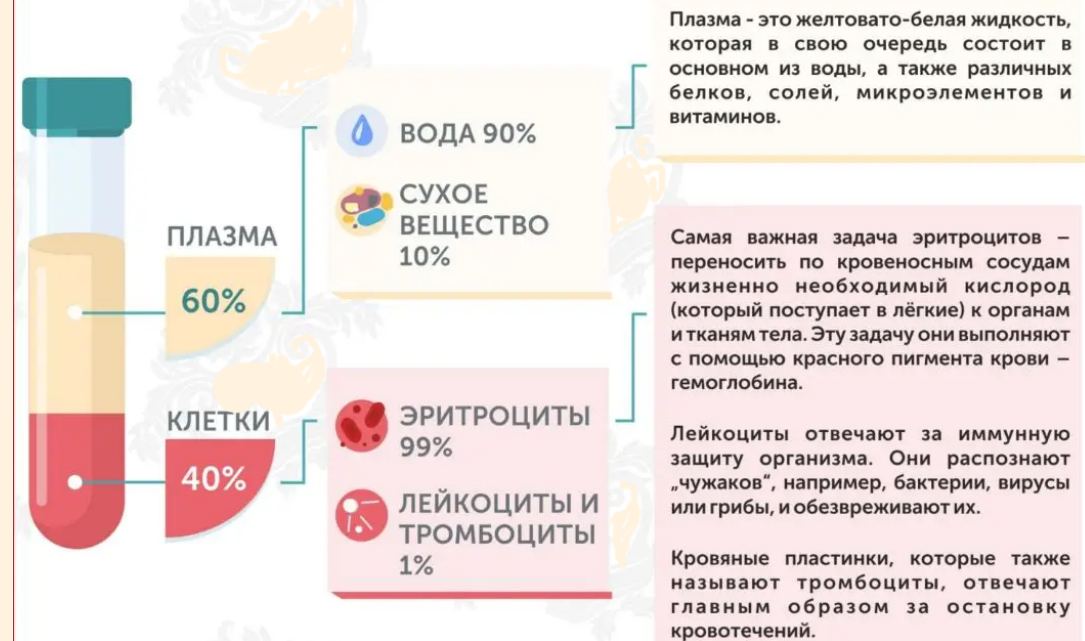 ПЛАЗМА
60%
КЛЕТКИ
40%
ВОДА 90%
СУХОЕ
ВЕЩЕСТВО
10%
ЭРИТРОЦИТЫ
99%
ЛЕЙКОЦИТЫ И
ТРОМБОЦИТЫ
1%
Плазма - это желтовато-белая жидкость,
которая в свою очередь состоит в
основном из воды, а также различных
белков, солей, микроэлементов и
витаминов.
Самая важная задача эритроцитов –
переносить по кровеносным сосудам
жизненно необходимый кислород
(который поступает в лёгкие) к органам
и тканям тела. Эту задачу они выполняют
с помощью красного пигмента крови –
гемоглобина.
Лейкоциты отвечают за иммунную
защиту организма. Они распознают
„чужаков“, например, бактерии, вирусы
или грибы, и обезвреживают их.
Кровяные пластинки, которые также
называют тромбоциты, отвечают
главным образом за остановку
кровотечений.